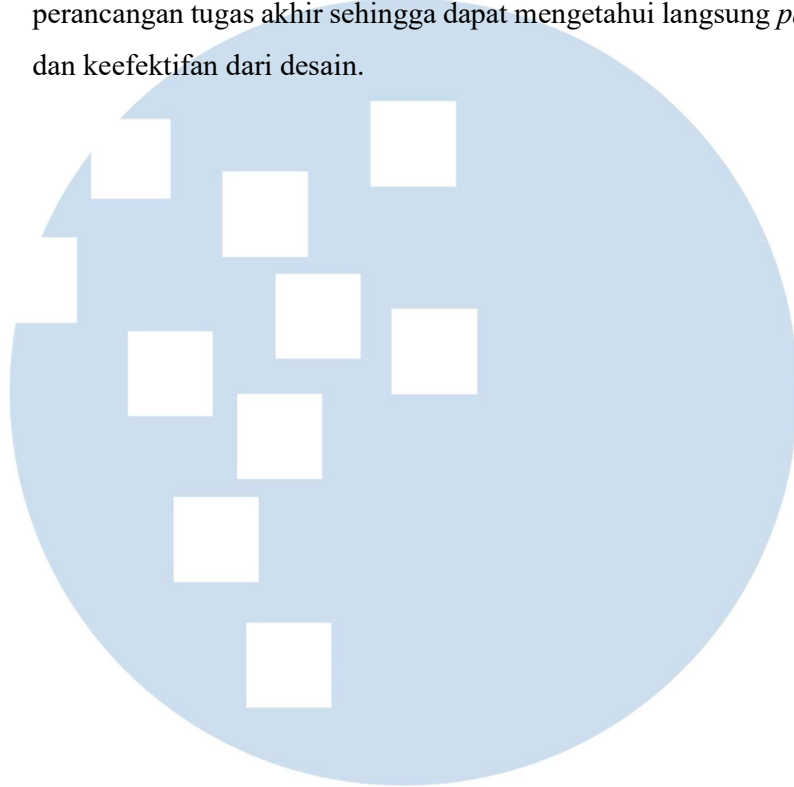 perancangan tugas akhir sehingga dapat mengetahui langsung
dan keefektifan dari desain.